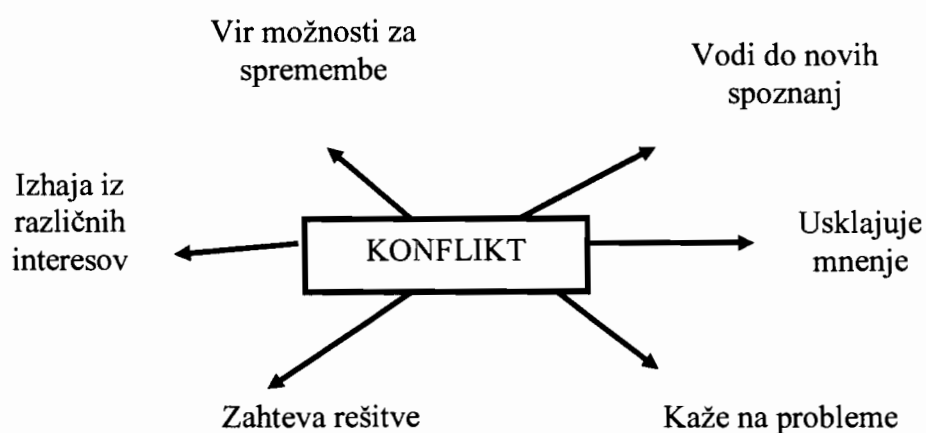 Vir možnosti za
spremembe
Vodi do novih
spoznanj
Izhaja iz
različnih
interesov
KONFLIKT
Usklajuje
mnenje
Zahteva rešitve
Kaže na probleme